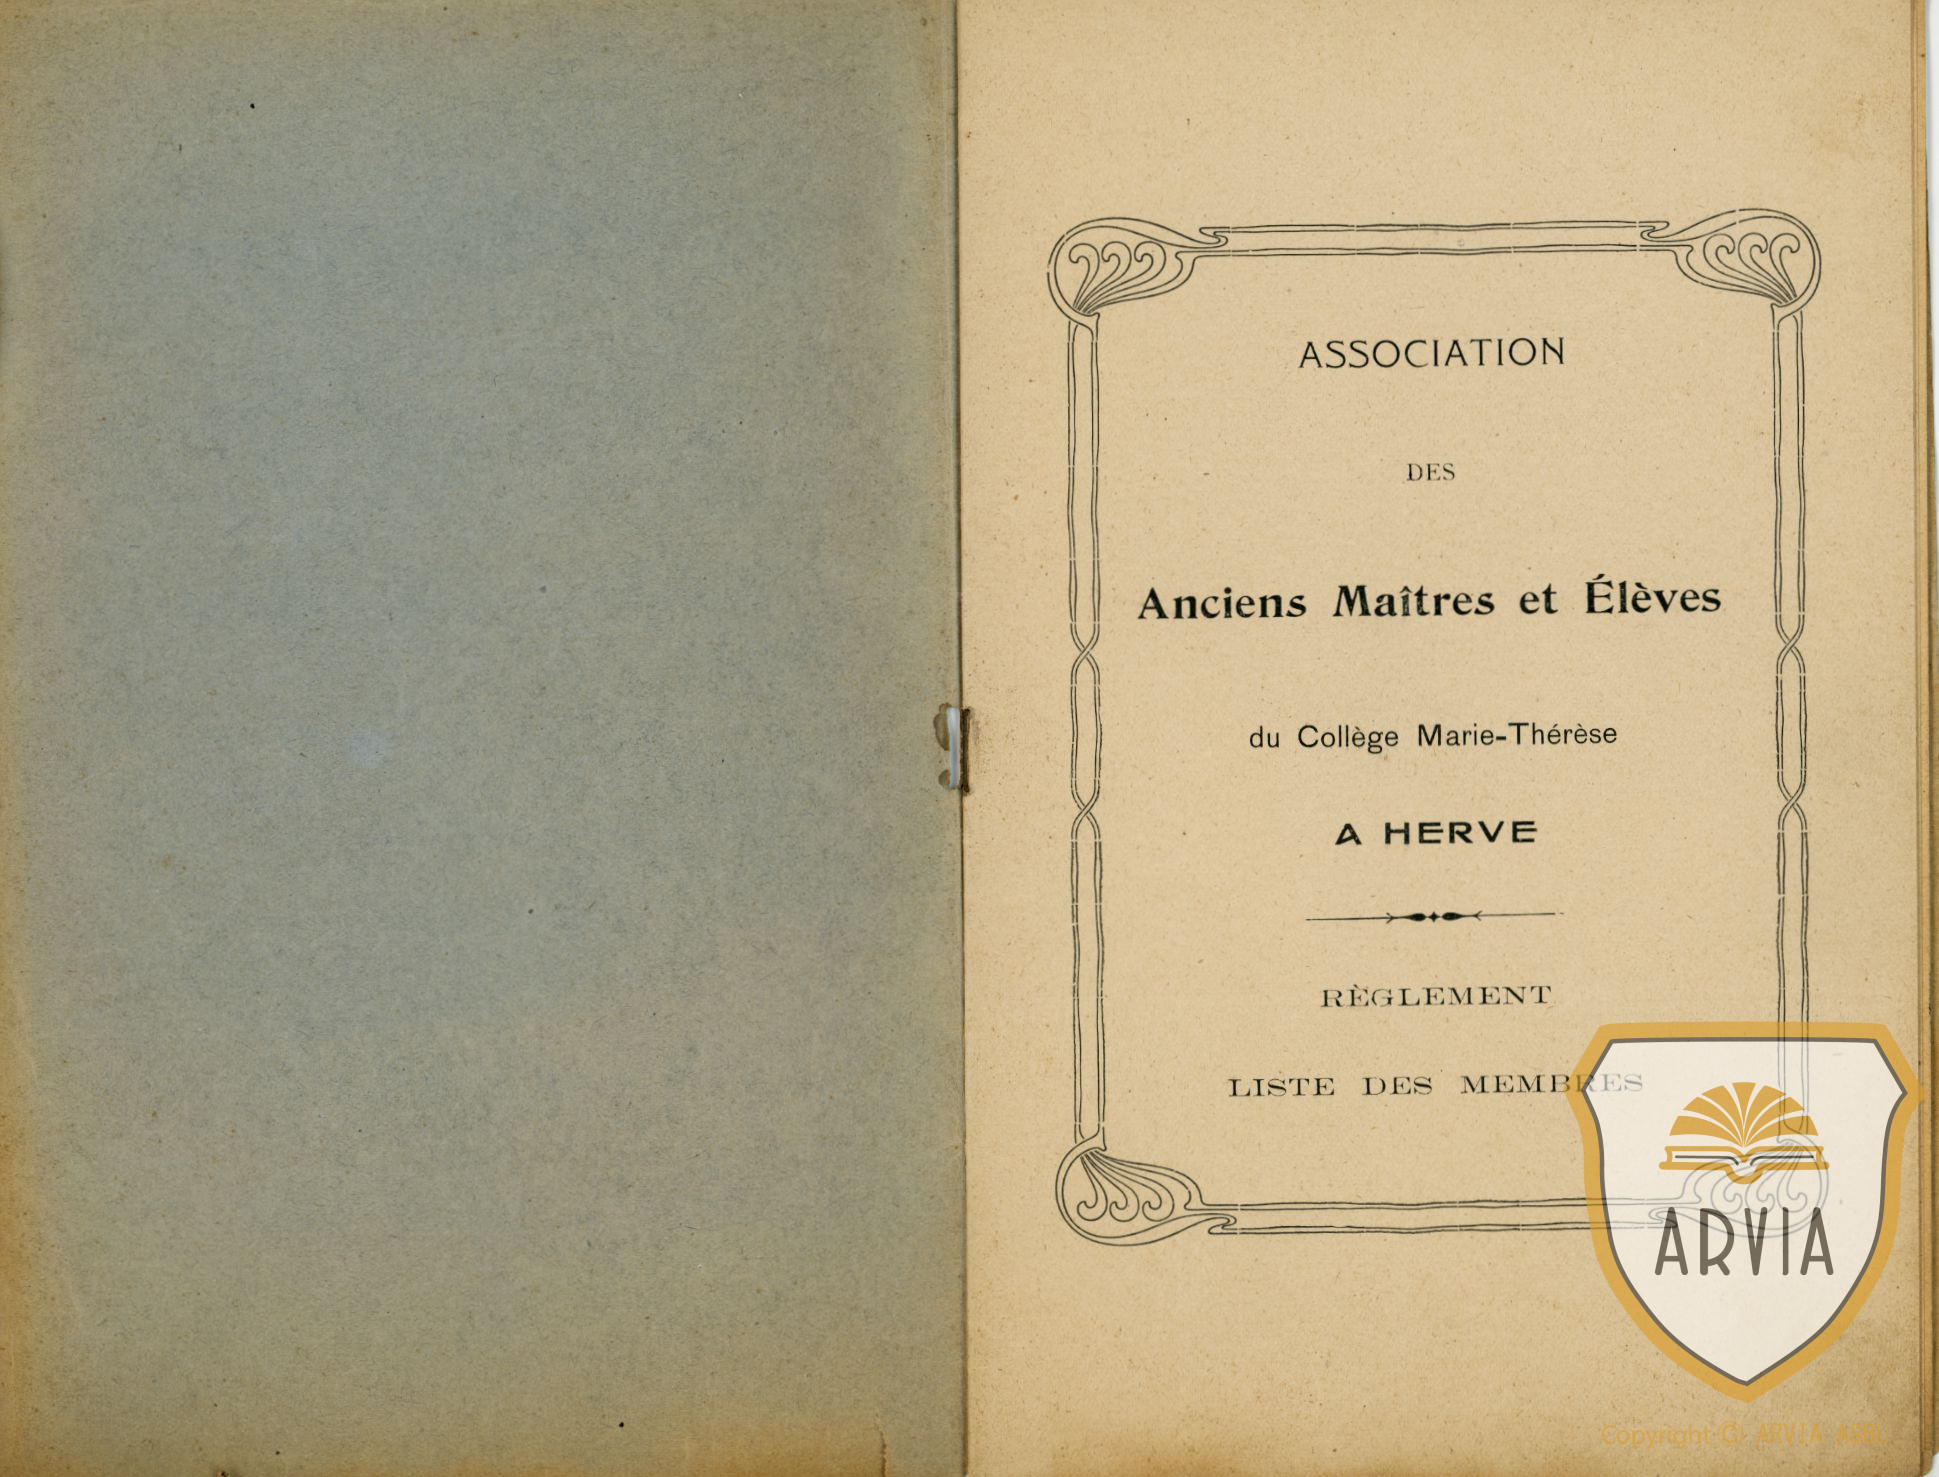 ASSOCIATION
DES
Anciens Maîtres et Élèves
du Collège Marie-Thérèse
A HERVE
RÈGLEMENT
LISTE DES MEMBRES
ARVIA
Copyright © ARVIA ASBL